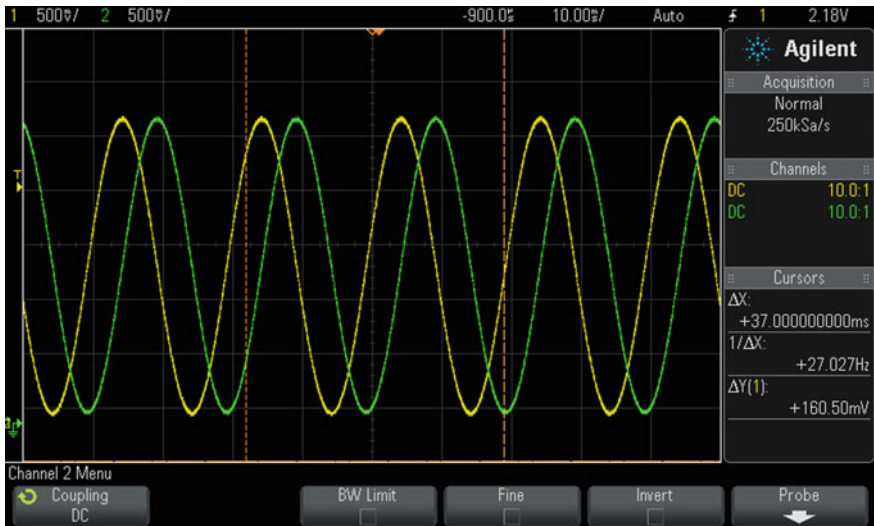 1 500V/ 2 500V/ -900.0s 10.00s/ Auto 1 2.18V
Agilent
Acquisition
Normal
250kSa/s
Channels
DC 10.0:1
DC 10.0:1
T
Cursors
ΔX:
+37.000000000ms
1/ΔX:
+27.027Hz
ΔY(1):
+160.50mV
Channel 2 Menu
Coupling
DC
BW Limit
Fine
Invert
Probe